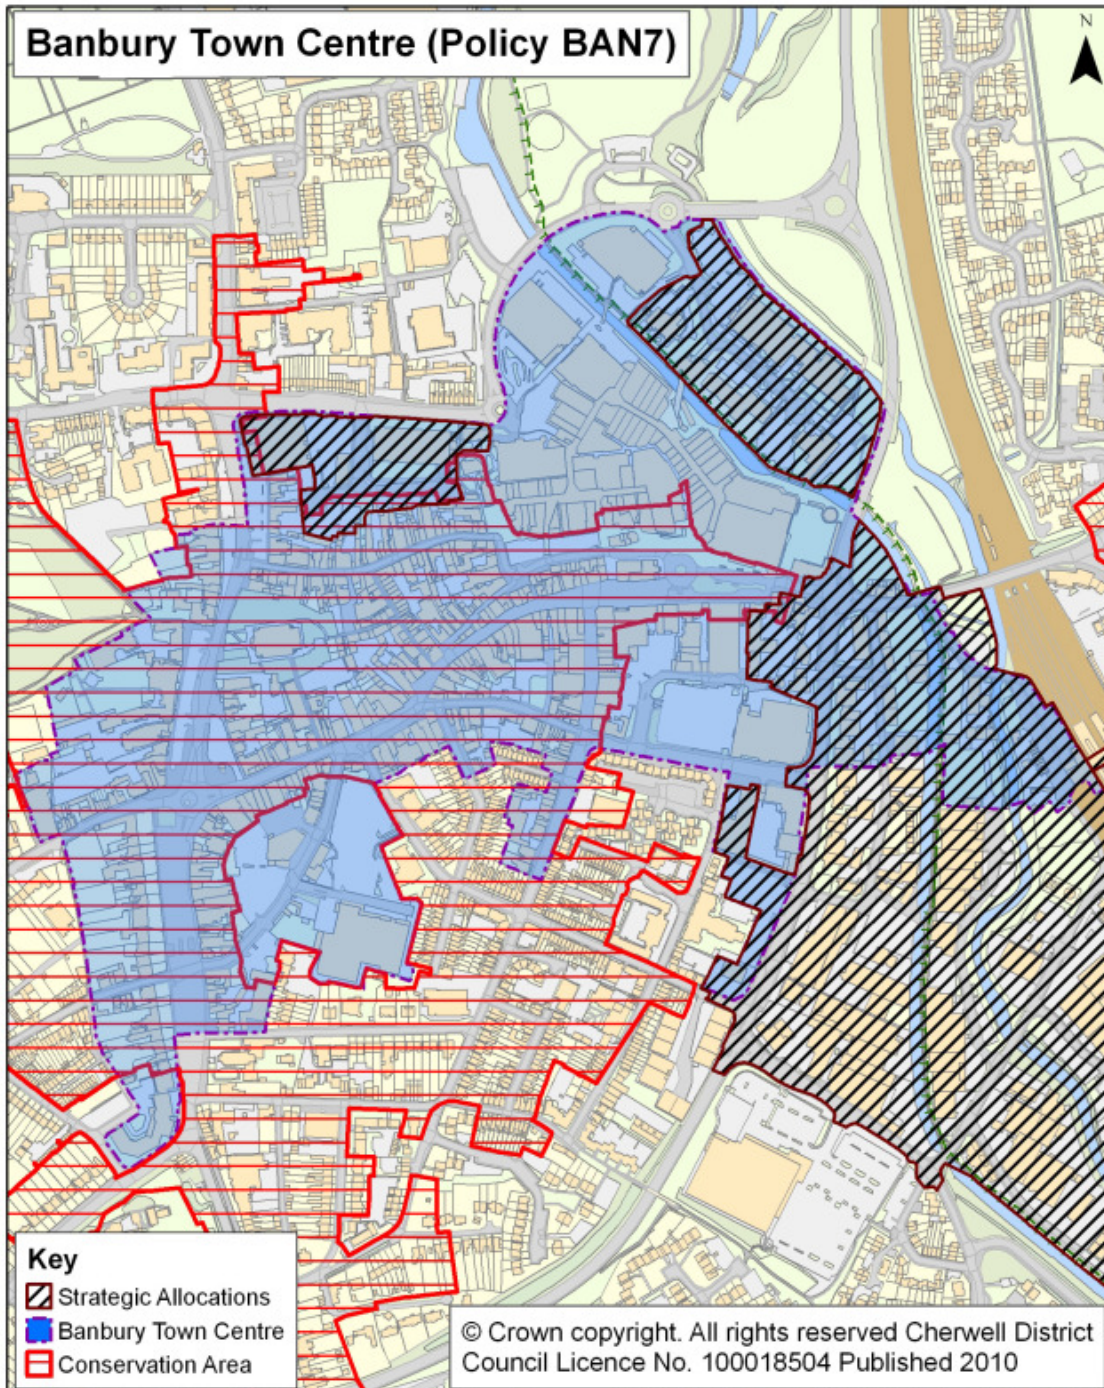 Banbury Town Centre (Policy BAN7)
N
Key
Strategic Allocations
Banbury Town Centre
Conservation Area
© Crown copyright. All rights reserved Cherwell District
Council Licence No. 100018504 Published 2010